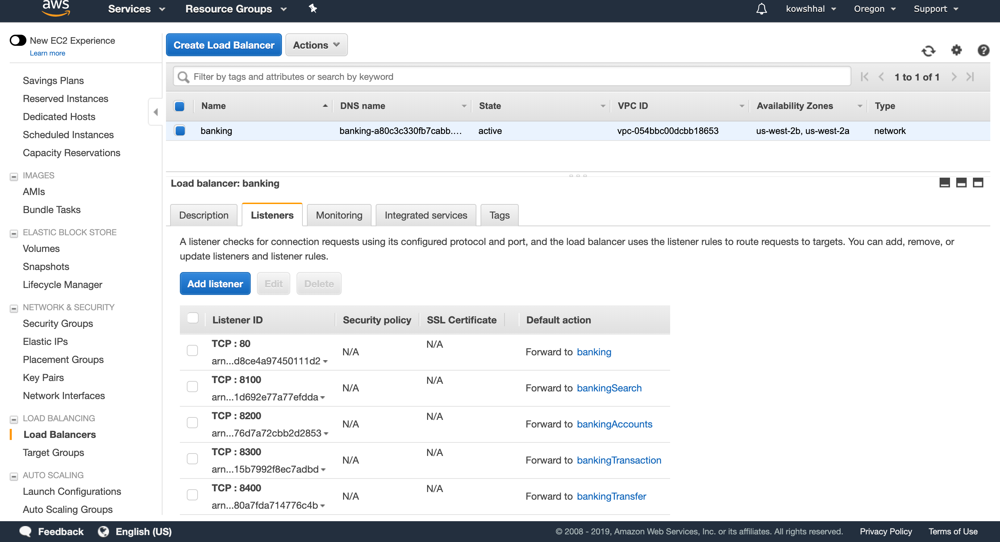 aws Services Resource Groups kowshhal Oregon Support
New EC2 Experience
Learn more
Savings Plans
Reserved Instances
Dedicated Hosts
Scheduled Instances
Capacity Reservations
IMAGES
AMIs
Bundle Tasks
ELASTIC BLOCK STORE
Volumes
Snapshots
Lifecycle Manager
NETWORK & SECURITY
Security Groups
Elastic IPs
Placement Groups
Key Pairs
Network Interfaces
LOAD BALANCING
Load Balancers
Target Groups
AUTO SCALING
Launch Configurations
Auto Scaling Groups
Create Load Balancer Actions
Filter by tags and attributes or search by keyword 1 to 1 of 1
Name DNS name State VPC ID Availability Zones Type
banking banking-a80c3c330fb7cabb.... active vpc-054bbc00dcbb18653 us-west-2b, us-west-2a network
Load balancer: banking
Description Listeners Monitoring Integrated services Tags
A listener checks for connection requests using its configured protocol and port, and the load balancer uses the listener rules to route requests to targets. You can add, remove, or
update listeners and listener rules.
Add listener Edit Delete
Listener ID Security policy SSL Certificate Default action
TCP : 80 N/A
N/A Forward to banking
arn...d8ce4a97450111d2
TCP : 8100 N/A
N/A Forward to bankingSearch
arn...1d692e77a77efdda
TCP : 8200 N/A
N/A Forward to bankingAccounts
arn...76d7a72cbb2d2853
TCP : 8300 N/A
N/A Forward to bankingTransaction
arn...15b7992f8ec7adbd
TCP : 8400 N/A
N/A Forward to bankingTransfer
arn...80a7fda714776c4b
Feedback English (US) © 2008 - 2019, Amazon Web Services, Inc. or its affiliates. All rights reserved. Privacy Policy Terms of Use